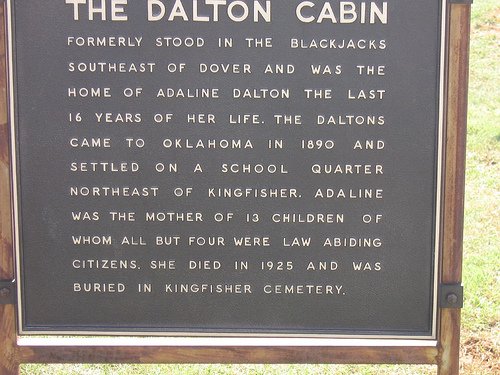 THE DALTON CABIN
FORMERLY STOOD IN THE BLACKJACKS
SOUTHEAST OF DOVER AND WAS THE
HOME OF ADALINE DALTON THE LAST
16 YEARS OF HER LIFE. THE DALTONS
CAME TO OKLAHOMA IN 1890 AND
SETTLED ON A SCHOOL QUARTER
NORTHEAST OF KINGFISHER. ADALINE
WAS THE MOTHER OF 13 CHILDREN OF
WHOM ALL BUT FOUR WERE LAW ABIDING
CITIZENS. SHE DIED IN 1925 AND WAS
BURIED IN KINGFISHER CEMETERY.